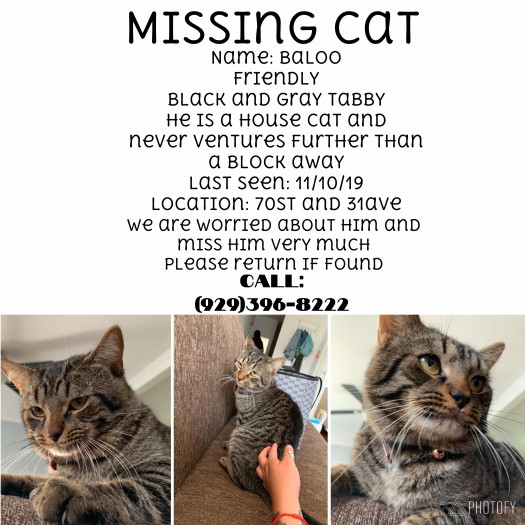 MISSING CAT
Name: BALOO
FRIENDLY
BLACK AND GRAY TABBY
HE IS A HOUSE CAT AND
NEVER VENTURES FURTHER THAN
A BLOCK AWAY
LAST SEEN: 11/10/19
LOCATION: 70ST AND 31AVE
WE ARE WORRIED ABOUT HIM AND
MISS HIM VERY MUCH
PLEASE RETURN IF FOUND
CALL:
(929)396-8222
PHOTOFY